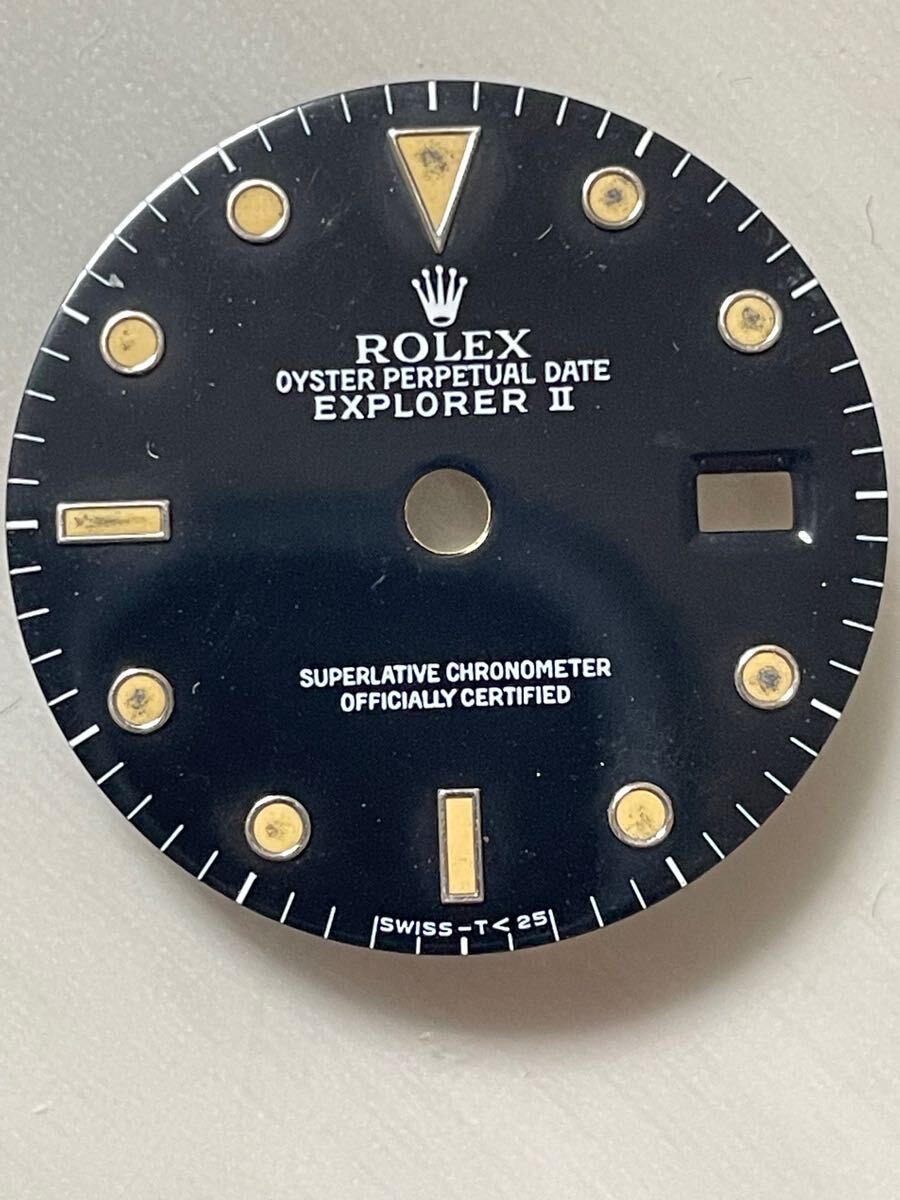 ROLEX
OYSTER PERPETUAL DATE
EXPLORER II
SUPERLATIVE CHRONOMETER
OFFICIALLY CERTIFIED
SWISS-T<25